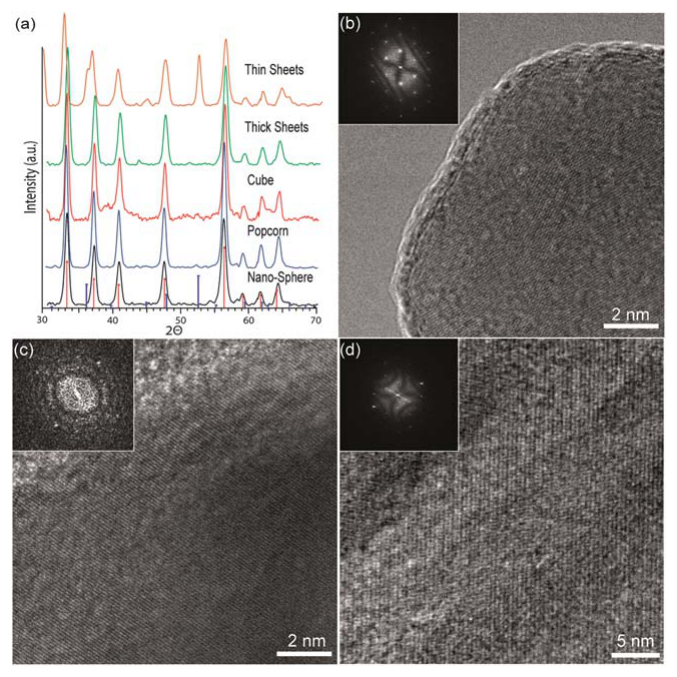 (a)
Thin Sheets
Thick Sheets
Cube
Popcorn
Nano-Sphere
Intensity (a.u.)
30 40 50 60 70
2Θ
(b)
2 nm
(c)
2 nm
(d)
5 nm